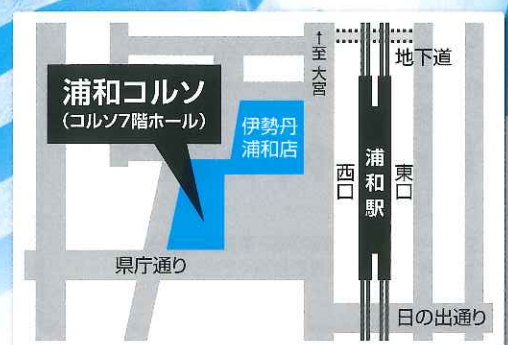 ↑至 大宮
地下道
浦和コルソ
(コルソ7階ホール)
伊勢丹
浦和店
西口
浦和駅
東口
県庁通り
日の出通り